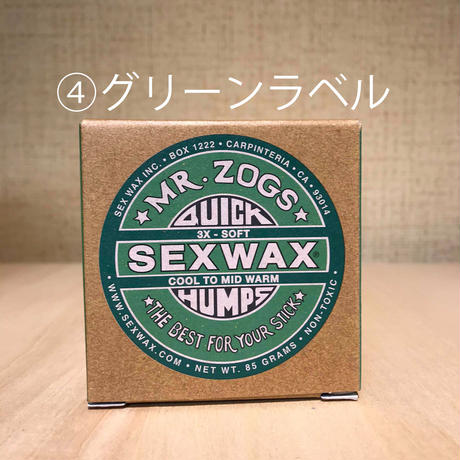 ④グリーンラベル
SEX WAX INC. • BOX 1222 • CARPINTERIA • CA • 93014
★ MR. ZOGS ★
QUICK
3X - SOFT
SEXWAX®
COOL TO MID WARM
HUMPS
★ THE BEST FOR YOUR STICK ★
• WWW.SEXWAX.COM • NET WT. 85 GRAMS • NON-TOXIC •